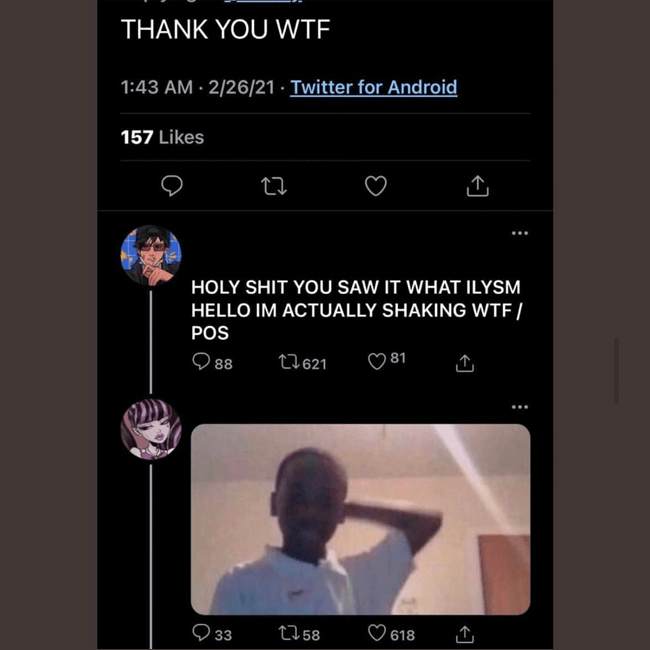 THANK YOU WTF
1:43 AM · 2/26/21 · Twitter for Android
157 Likes
HOLY SHIT YOU SAW IT WHAT ILYSM
HELLO IM ACTUALLY SHAKING WTF /
POS
88 621 81
33 58 618